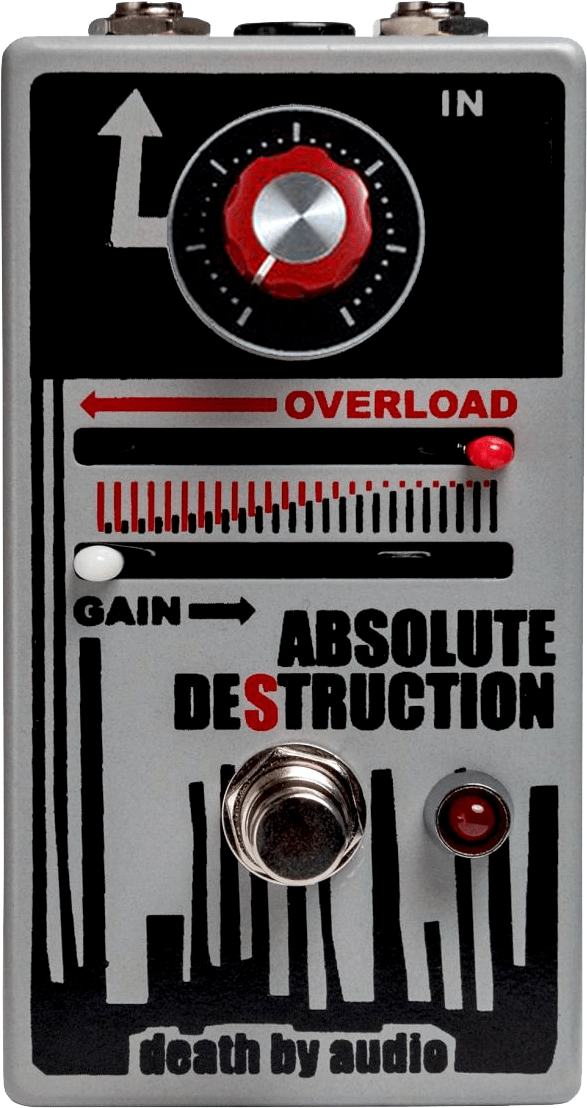 IN
OVERLOAD
GAIN
ABSOLUTE
DESTRUCTION
death by audio